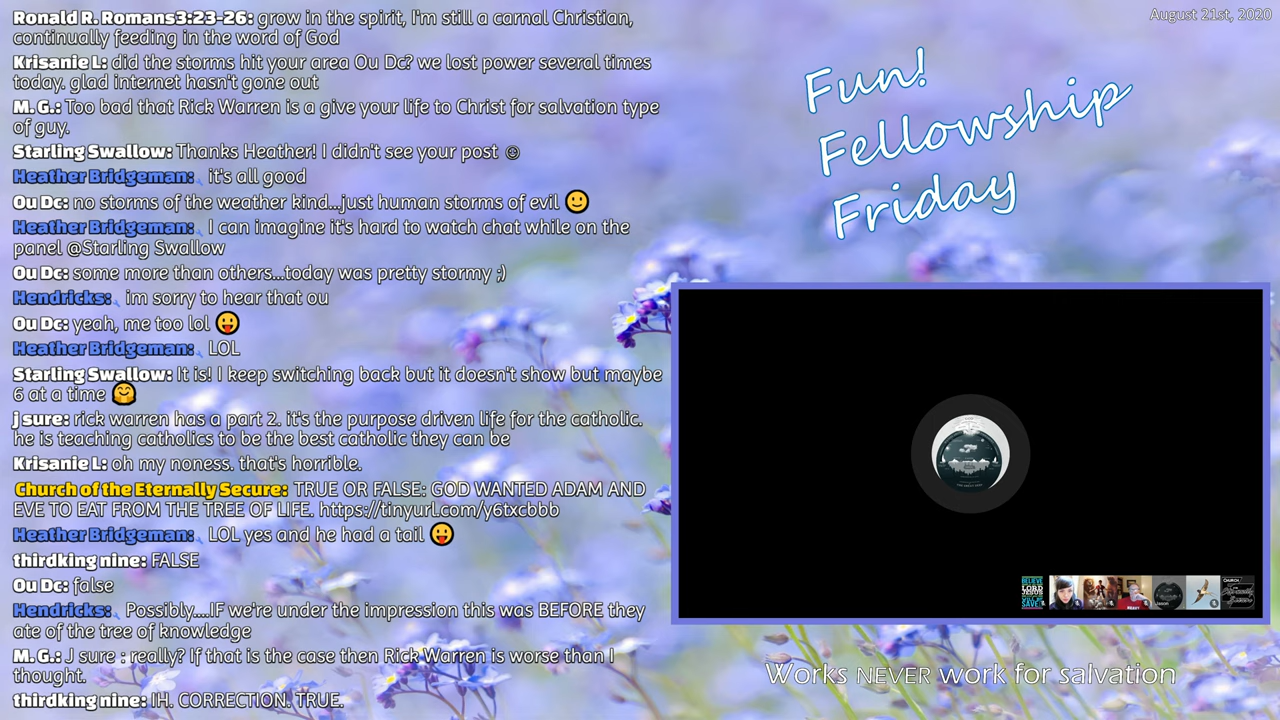 Ronald R. Romans3:23-26: grow in the spirit, I'm still a carnal Christian,
continually feeding in the word of God
Krisanie L: did the storms hit your area Ou Dc? we lost power several times
today. glad internet hasn't gone out
M. G.: Too bad that Rick Warren is a give your life to Christ for salvation type
of guy.
Starling Swallow: Thanks Heather! I didn't see your post ☺
Heather Bridgeman: it's all good
Ou Dc: no storms of the weather kind...just human storms of evil 🙂
Heather Bridgeman: I can imagine it's hard to watch chat while on the
panel @Starling Swallow
Ou Dc: some more than others...today was pretty stormy ;)
Hendricks: im sorry to hear that ou
Ou Dc: yeah, me too lol 😛
Heather Bridgeman: LOL
Starling Swallow: It is! I keep switching back but it doesn't show but maybe
6 at a time 🤗
j sure: rick warren has a part 2. it's the purpose driven life for the catholic.
he is teaching catholics to be the best catholic they can be
Krisanie L: oh my noness. that's horrible.
Church of the Eternally Secure: TRUE OR FALSE: GOD WANTED ADAM AND
EVE TO EAT FROM THE TREE OF LIFE. https://tinyurl.com/y6txcbbb
Heather Bridgeman: LOL yes and he had a tail 😛
thirdking nine: FALSE
Ou Dc: false
Hendricks: Possibly....IF we're under the impression this was BEFORE they
ate of the tree of knowledge
M. G.: J sure : really? If that is the case then Rick Warren is worse than I
thought.
thirdking nine: IH. CORRECTION. TRUE.
August 21st, 2020
Fun!
Fellowship
Friday
BELIEVE
LORD
SAVE
Jason
CHURCH
Works NEVER work for salvation